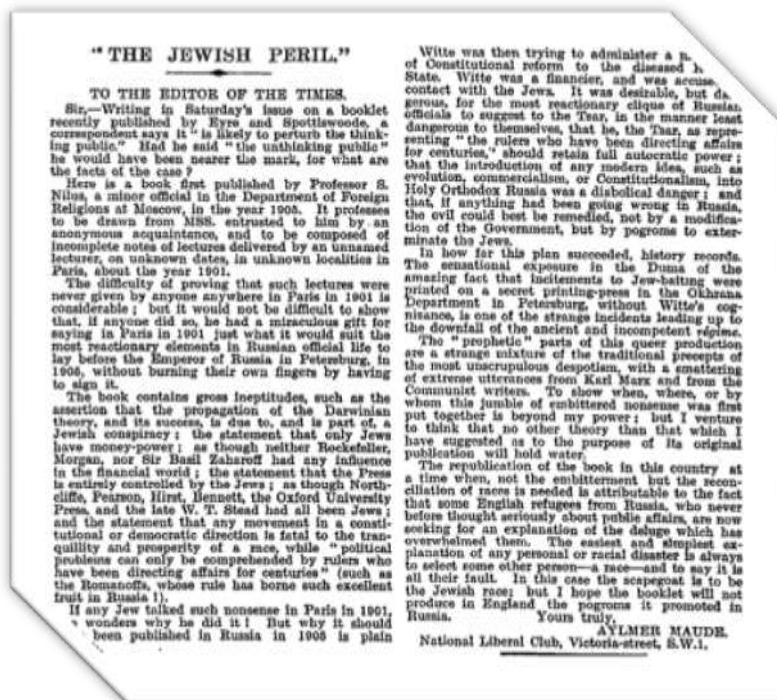 "THE JEWISH PERIL."
TO THE EDITOR OF THE TIMES.
Sir,—Writing in Saturday's issue on a booklet
recently published by Eyre and Spottiswoode, a
correspondent says it "is likely to perturb the think-
ing public." Had he said "the unthinking public"
he would have been nearer the mark, for what are
the facts of the case?
Here is a book first published by Professor S.
Nilus, a minor official in the Department of Foreign
Religions at Moscow, in the year 1905. It professes
to be drawn from MSS. entrusted to him by an
anonymous acquaintance, and to be composed of
incomplete notes of lectures delivered by an unnamed
lecturer, on unknown dates, in unknown localities in
Paris, about the year 1901.
The difficulty of proving that such lectures were
never given by anyone anywhere in Paris in 1901 is
considerable; but it would not be difficult to show
that, if anyone did so, he had a miraculous gift for
saying in Paris in 1901 just what it would suit the
most reactionary elements in Russian official life to
lay before the Emperor of Russia in Petersburg, in
1905, without burning their own fingers by having
to sign it.
The book contains gross ineptitudes, such as the
assertion that the propagation of the Darwinian
theory, and its success, is due to, and is part of, a
Jewish conspiracy; the statement that only Jews
have money-power; as though neither Rockefeller,
Morgan, nor Sir Basil Zaharoff had any influence
in the financial world; the statement that the Press
is entirely controlled by the Jews; as though North-
cliffe, Pearson, Hirst, Bennett, the Oxford University
Press, and the late W. T. Stead had all been Jews;
and the statement that any movement in a consti-
tutional or democratic direction is fatal to the tran-
quillity and prosperity of a race, while "political
problems can only be comprehended by rulers who
have been directing affairs for centuries" (such as
the Romanoffs, whose rule has borne such excellent
fruit in Russia!).
If any Jew talked such nonsense in Paris in 1901,
wonders why he did it! But why it should
been published in Russia in 1905 is plain
Witte was then trying to administer a
of Constitutional reform to the diseased
State. Witte was a financier, and was
contact with the Jews. It was desirable, but
gerous, for the most reactionary clique of Russian
officials to suggest to the Tsar, in the manner least
dangerous to themselves, that he, the Tsar, as repre-
senting "the rulers who have been directing affairs
for centuries," should retain full autocratic power;
that the introduction of any modern idea, such as
evolution, commercialism, or Constitutionalism, into
Holy Orthodox Russia was a diabolical danger; and
that, if anything had been going wrong in Russia,
the evil could best be remedied, not by a modifica-
tion of the Government, but by pogroms to exter-
minate the Jews.
In how far this plan succeeded, history records.
The sensational exposure in the Duma of the
amazing fact that incitements to Jew-baiting were
printed on a secret printing-press in the Okhrana
Department in Petersburg, without Witte's cog-
nisance, is one of the strange incidents leading up to
the downfall of the ancient and incompetent régime.
The "prophetic" parts of this queer production
are a strange mixture of the traditional precepts of
the most unscrupulous despotism, with a smattering
of extreme utterances from Karl Marx and from the
Communist writers. To show when, where, or by
whom this jumble of embittered nonsense was first
put together is beyond my power; but I venture
to think that no other theory than that which I
have suggested as to the purpose of its original
publication will hold water.
The republication of the book in this country at
a time when, not the embitterment but the recon-
ciliation of races is needed is attributable to the fact
that some English refugees from Russia, who never
before thought seriously about public affairs, are now
seeking for an explanation of the deluge which has
overwhelmed them. The easiest and simplest ex-
planation of any personal or racial disaster is always
to select some other person—a race—and to say it is
all their fault. In this case the scapegoat is to be
the Jewish race; but I hope the booklet will not
produce in England the pogroms it promoted in
Russia. Yours truly,
AYLMER MAUDE.
National Liberal Club, Victoria-street, S.W.1.